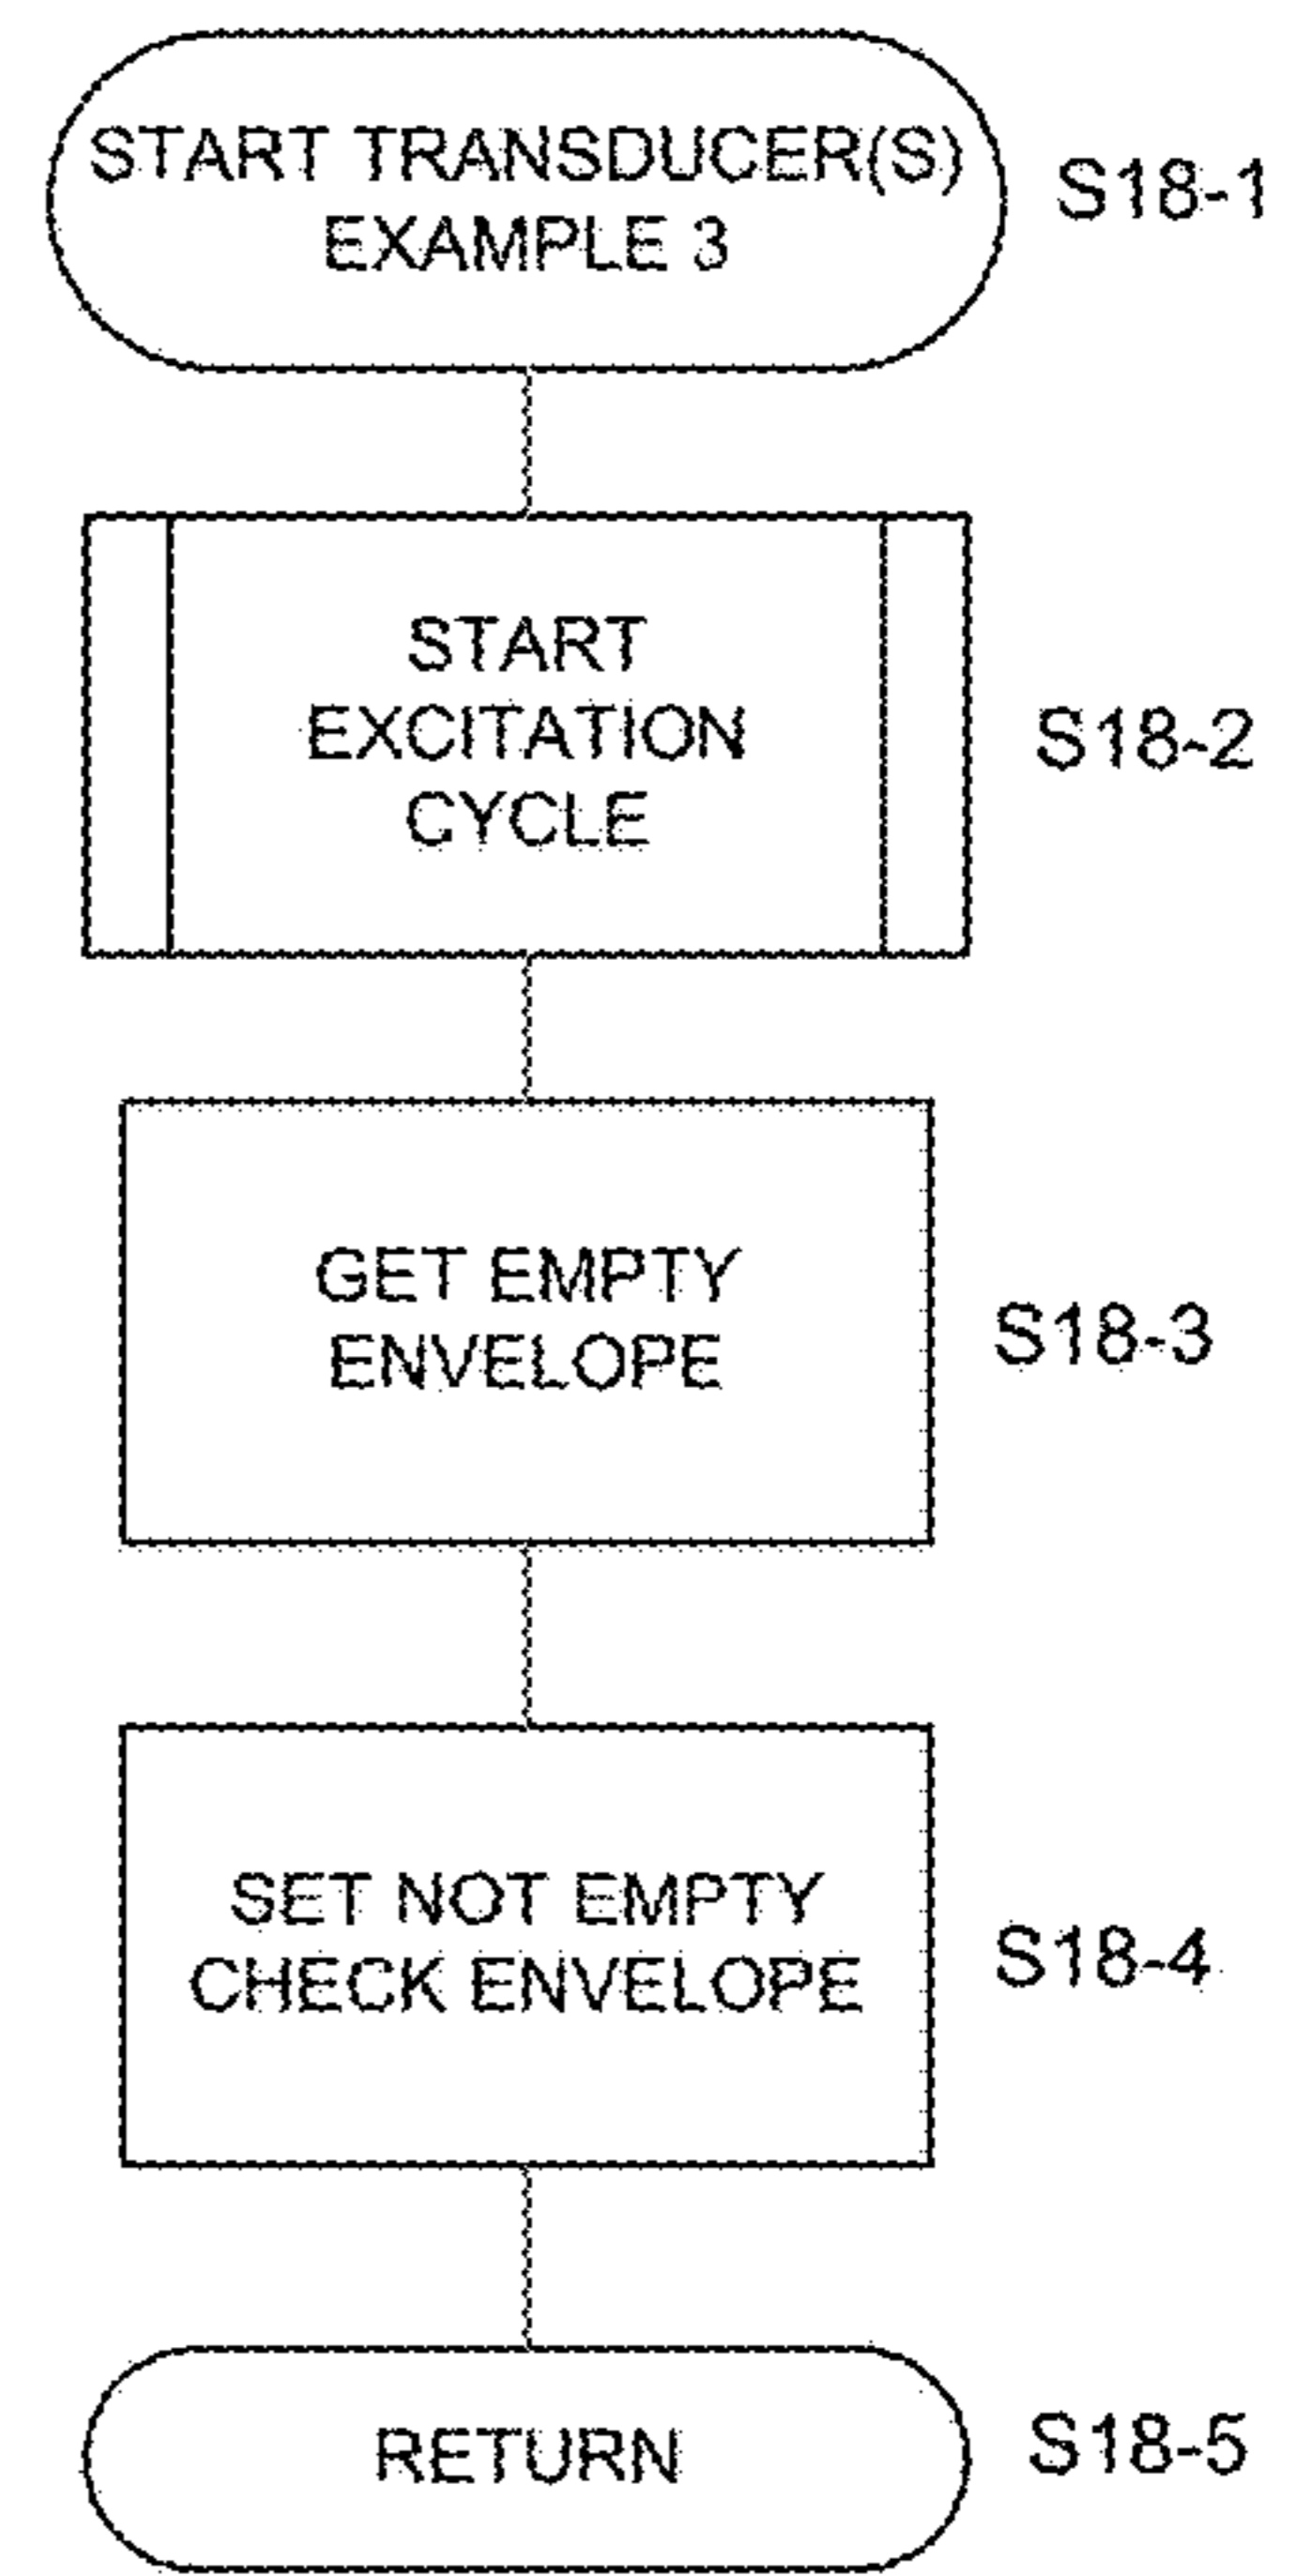 START TRANSDUCER(S)
EXAMPLE 3
S18-1
START
EXCITATION
CYCLE
S18-2
GET EMPTY
ENVELOPE
S18-3
SET NOT EMPTY
CHECK ENVELOPE
S18-4
RETURN
S18-5